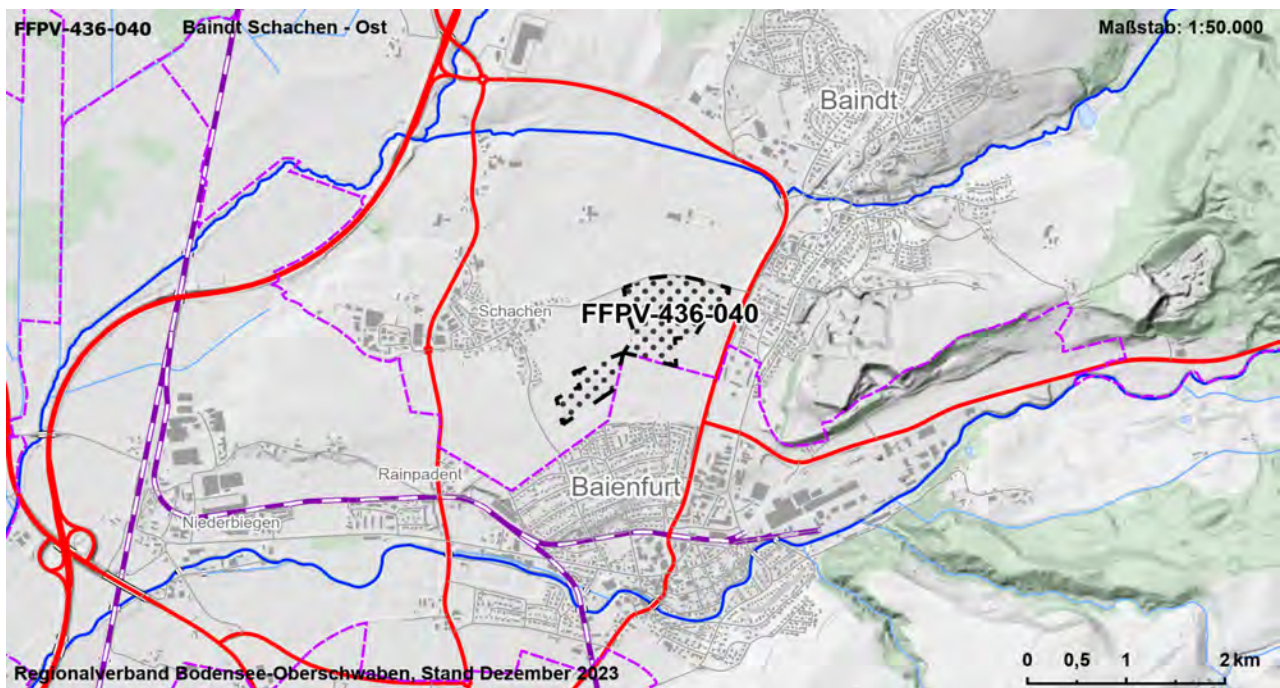 FFPV-436-040 Baindt Schachen - Ost Maßstab: 1:50.000
Baindt
Schachen
FFPV-436-040
Rainpadent
Baienfurt
Niederbiegen
Regionalverband Bodensee-Oberschwaben, Stand Dezember 2023
0 0,5 1 2 km